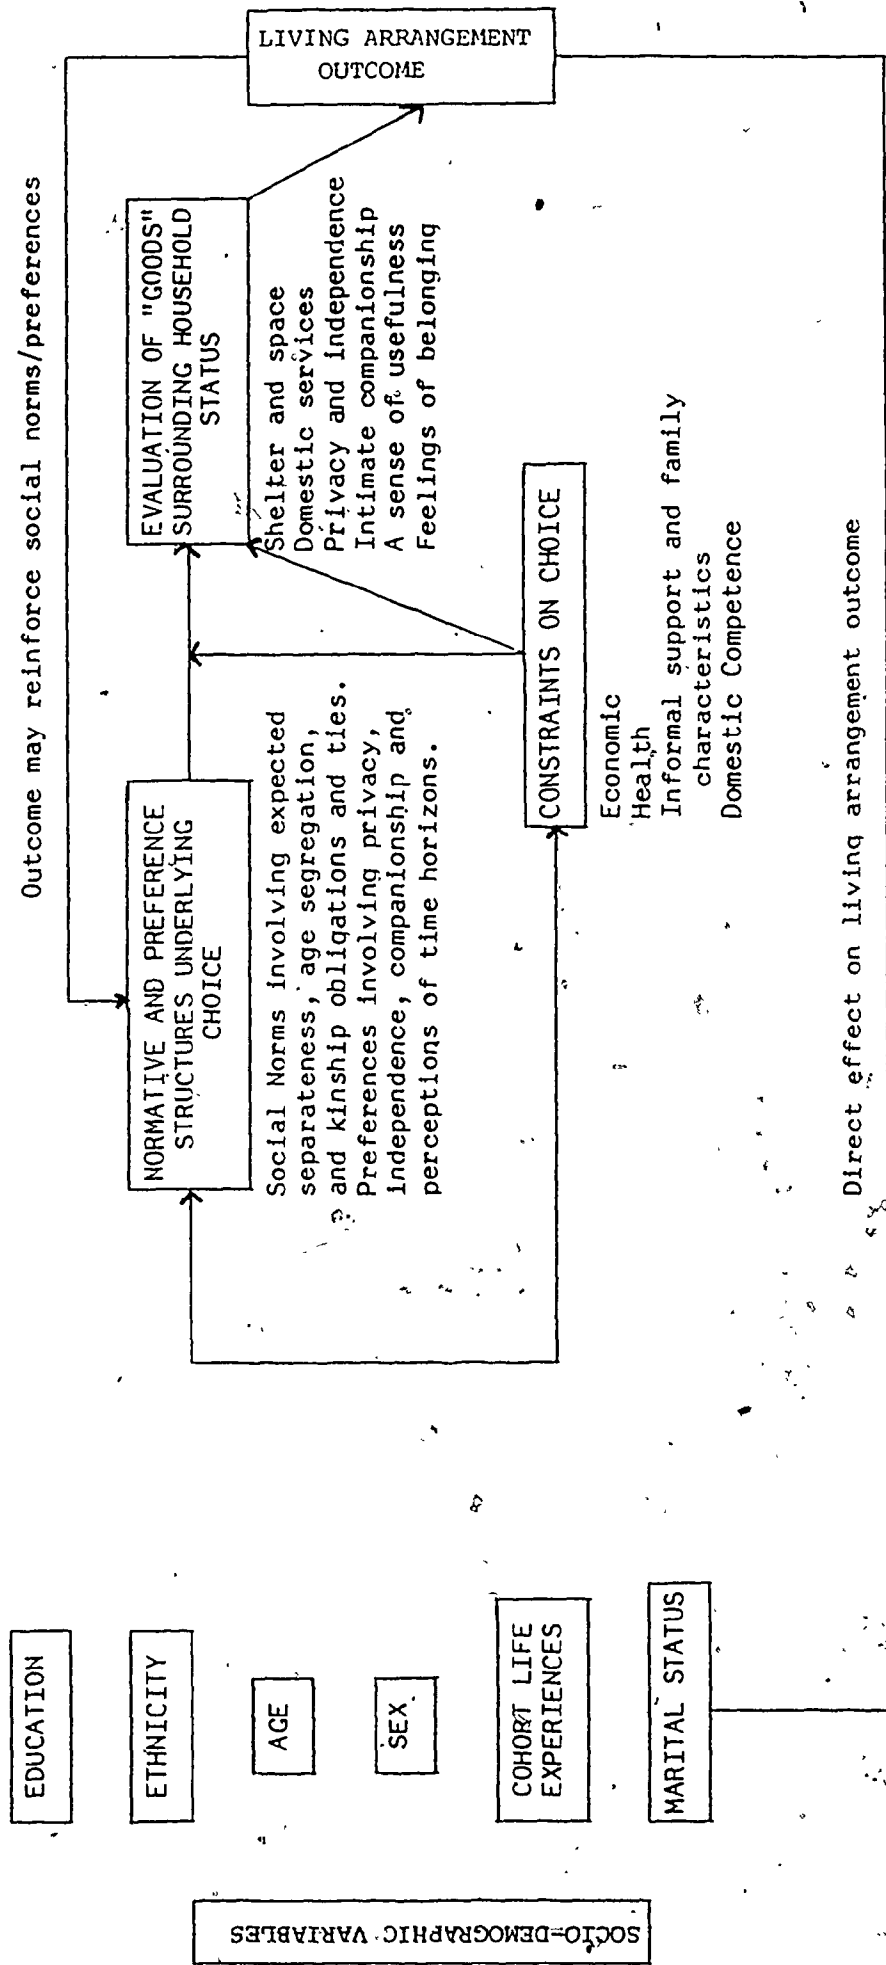 SOCIO-DEMOGRAPHIC VARIABLES
EDUCATION
ETHNICITY
AGE
SEX
COHORT LIFE
EXPERIENCES
MARITAL STATUS
Outcome may reinforce social norms/preferences
NORMATIVE AND PREFERENCE
STRUCTURES UNDERLYING
CHOICE
Social Norms involving expected
separateness, age segregation,
and kinship obligations and ties.
Preferences involving privacy,
independence, companionship and
perceptions of time horizons.
CONSTRAINTS ON CHOICE
Economic
Health
Informal support and family
characteristics
Domestic Competence
EVALUATION OF "GOODS"
SURROUNDING HOUSEHOLD
STATUS
Shelter and space
Domestic services
Privacy and independence
Intimate companionship
A sense of usefulness
Feelings of belonging
LIVING ARRANGEMENT
OUTCOME
Direct effect on living arrangement outcome